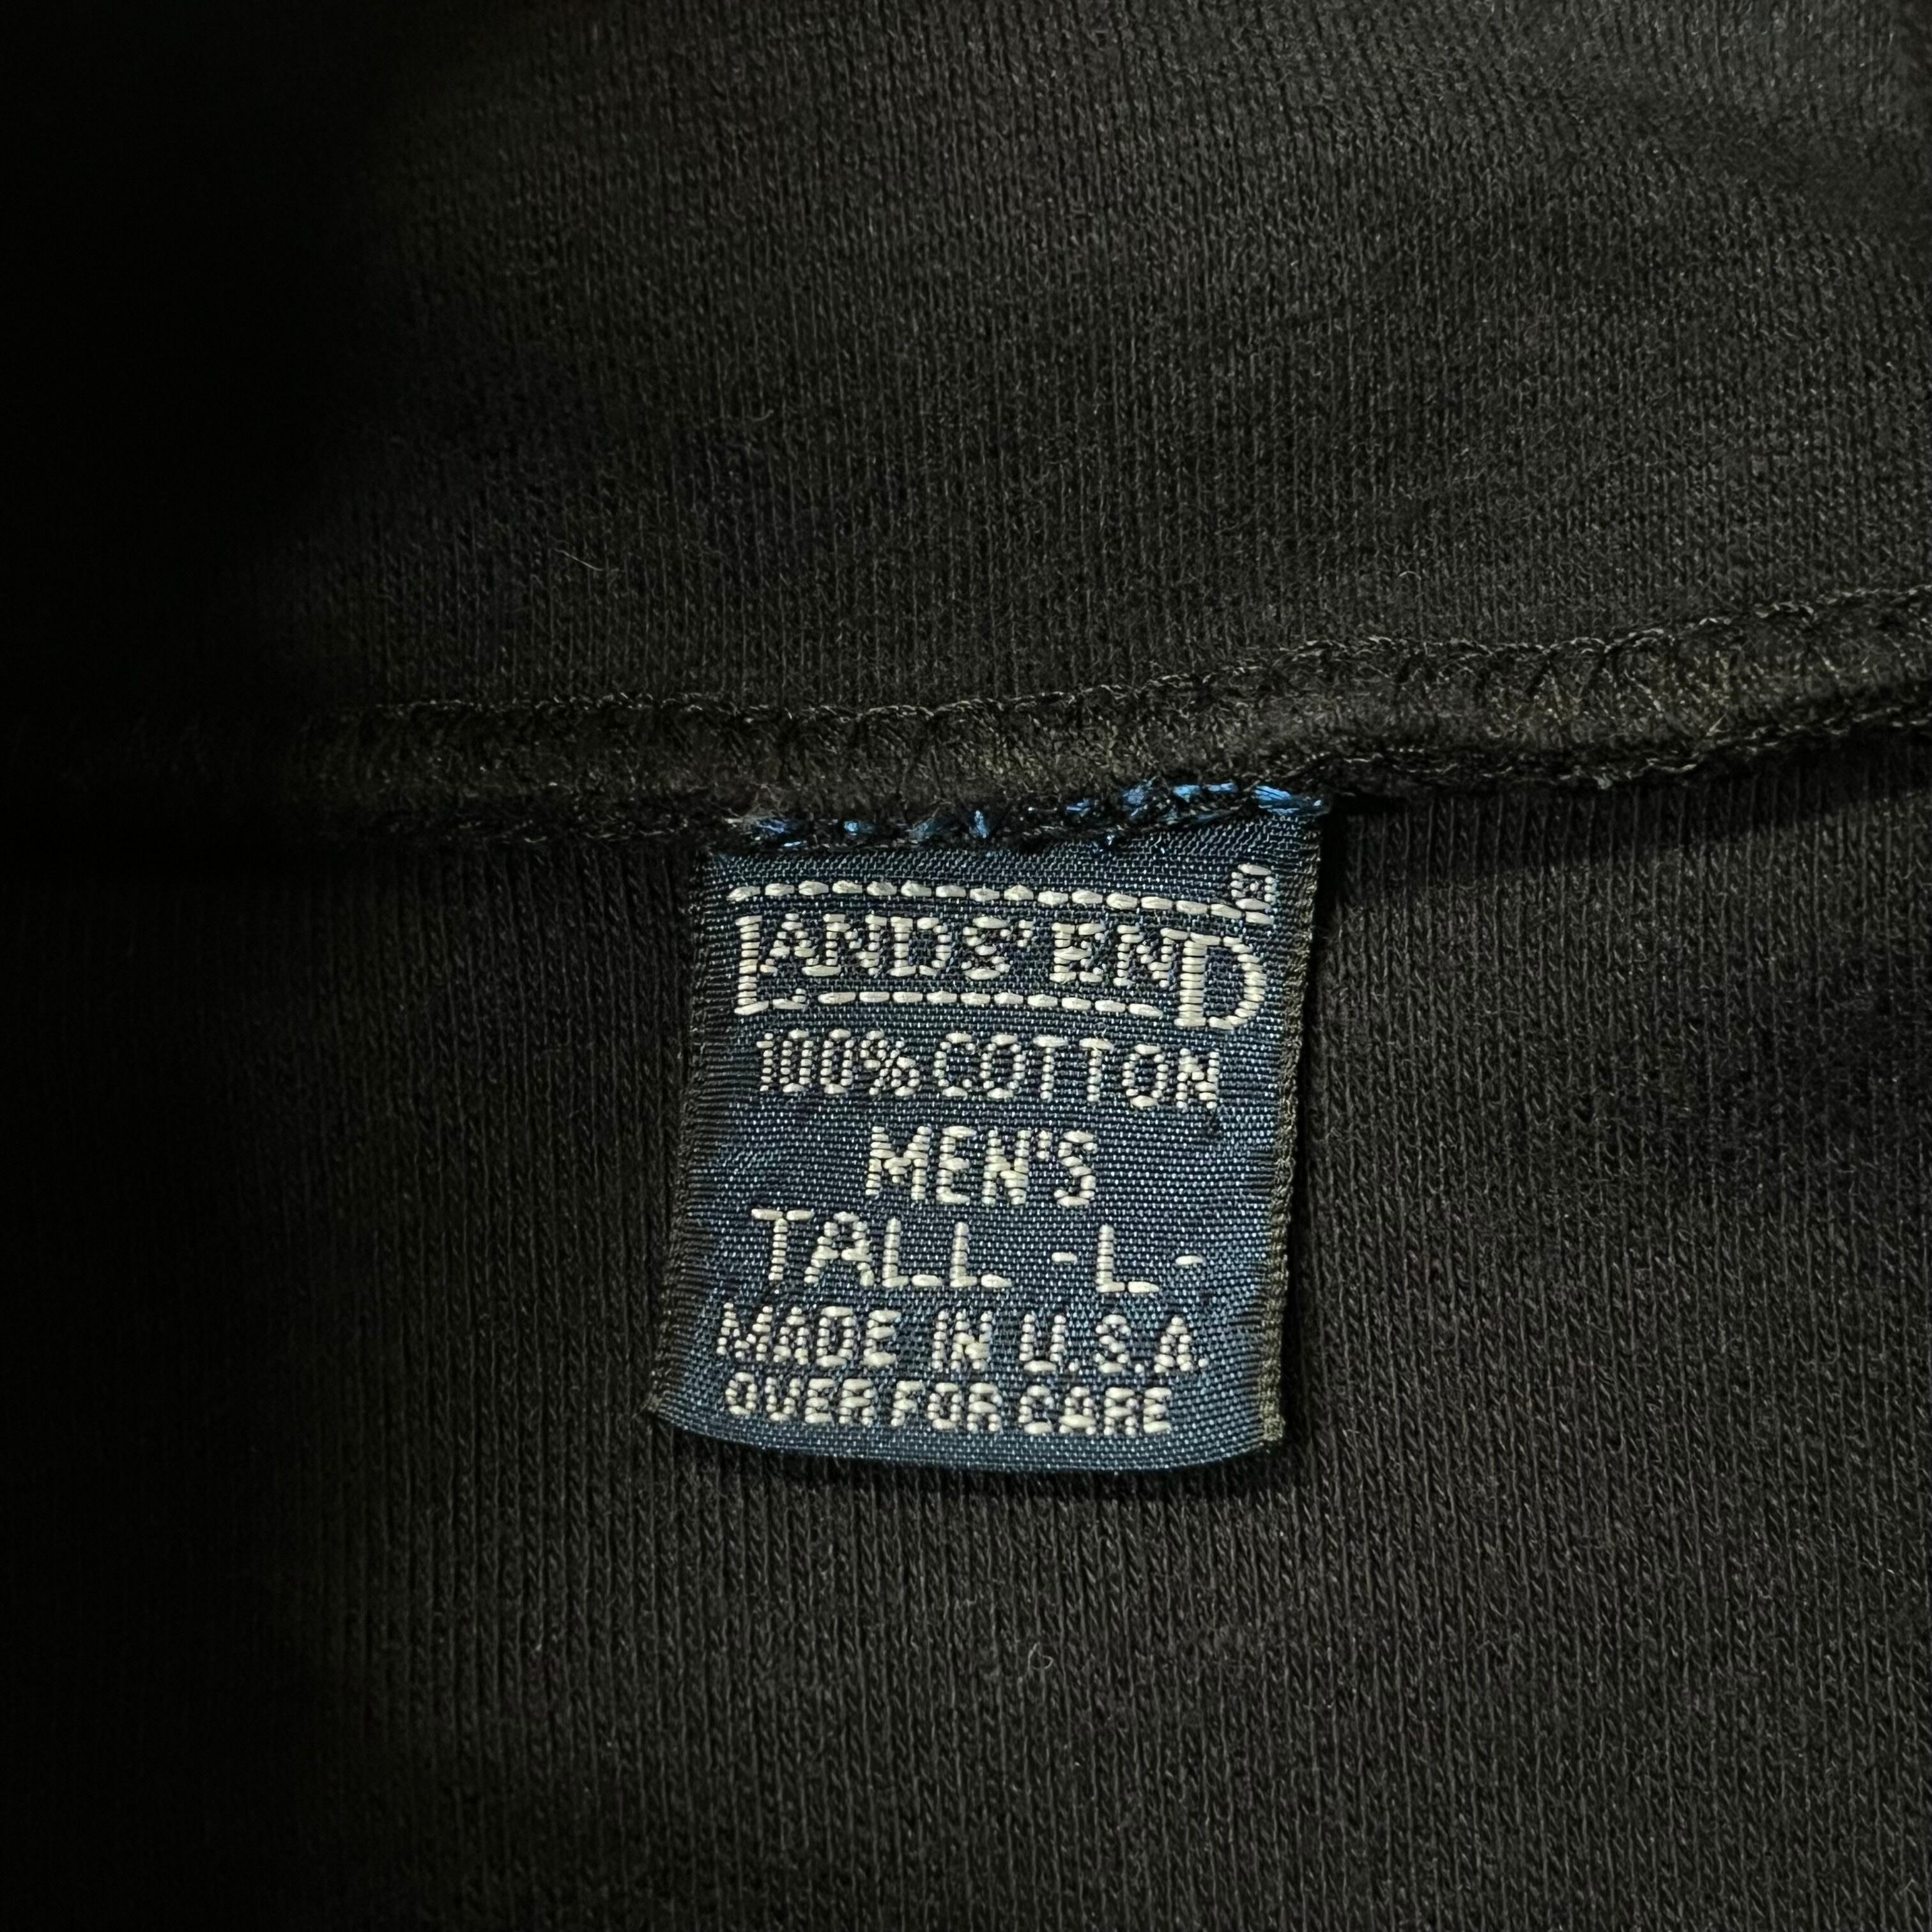 LANDS' END®
100% COTTON
MEN'S
TALL -L-
MADE IN U.S.A.
OVER FOR CARE